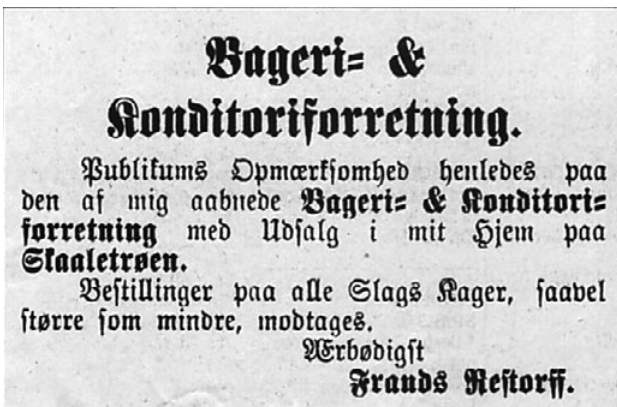 Bageri= &
Konditoriforretning.
Publikums Opmærksomhed henledes paa
den af mig aabnede Bageri= & Konditori=
forretning med Udsalg i mit Hjem paa
Skaaletrøen.
Bestillinger paa alle Slags Kager, saavel
større som mindre, modtages.
Ærbødigst
Frands Restorff.